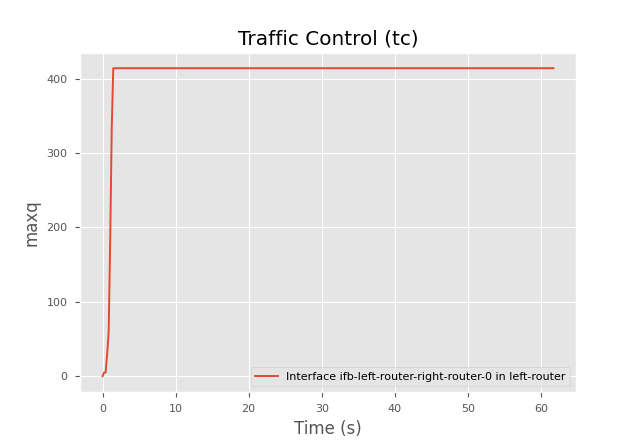 Traffic Control (tc)
maxq
400
300
200
100
0
Interface ifb-left-router-right-router-0 in left-router
0 10 20 30 40 50 60
Time (s)